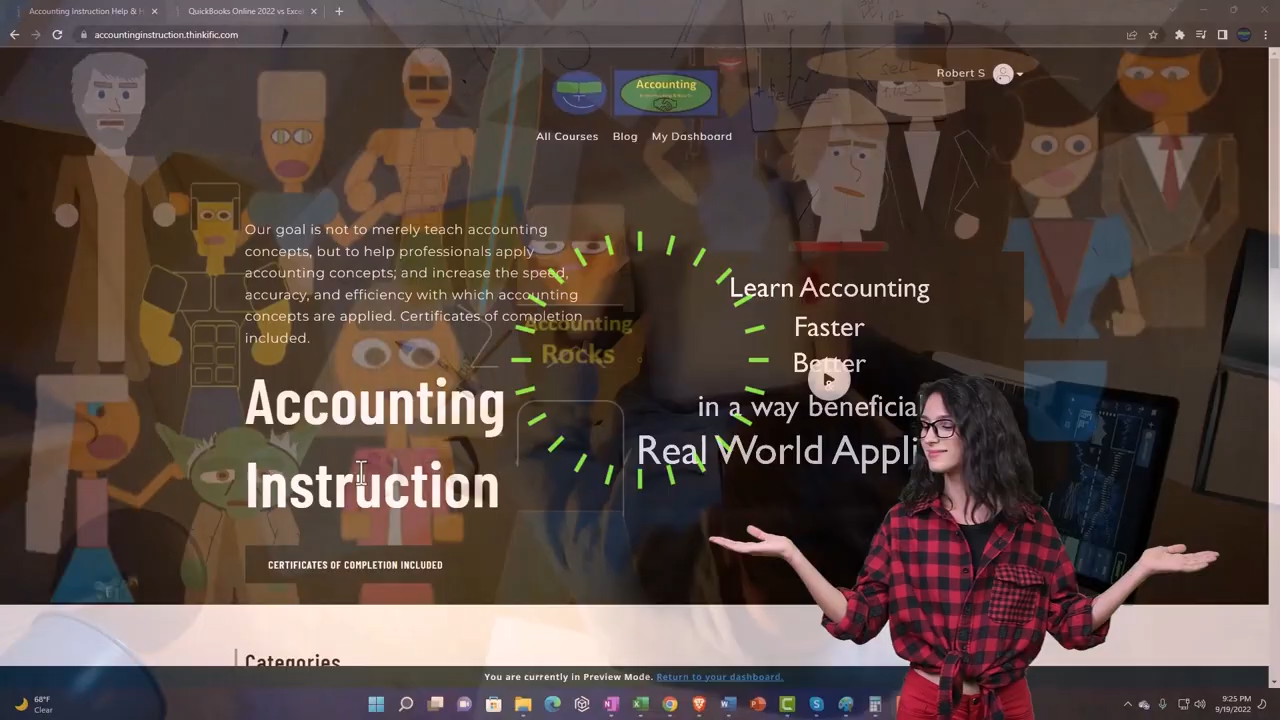 Accounting Instruction Help & H
QuickBooks Online 2022 vs Exce
accountinginstruction.thinkific.com
Robert S
Accounting
All Courses
Blog
My Dashboard
Our goal is not to merely teach accounting
concepts, but to help professionals apply
accounting concepts; and increase the speed,
accuracy, and efficiency with which accounting
concepts are applied. Certificates of completion
included.
Accounting
Rocks
Learn Accounting
Faster
Better
&
in a way beneficia
Real World Appli
Accounting
Instruction
CERTIFICATES OF COMPLETION INCLUDED
Categories
You are currently in Preview Mode. Return to your dashboard.
68°F
Clear
9:25 PM
9/19/2022